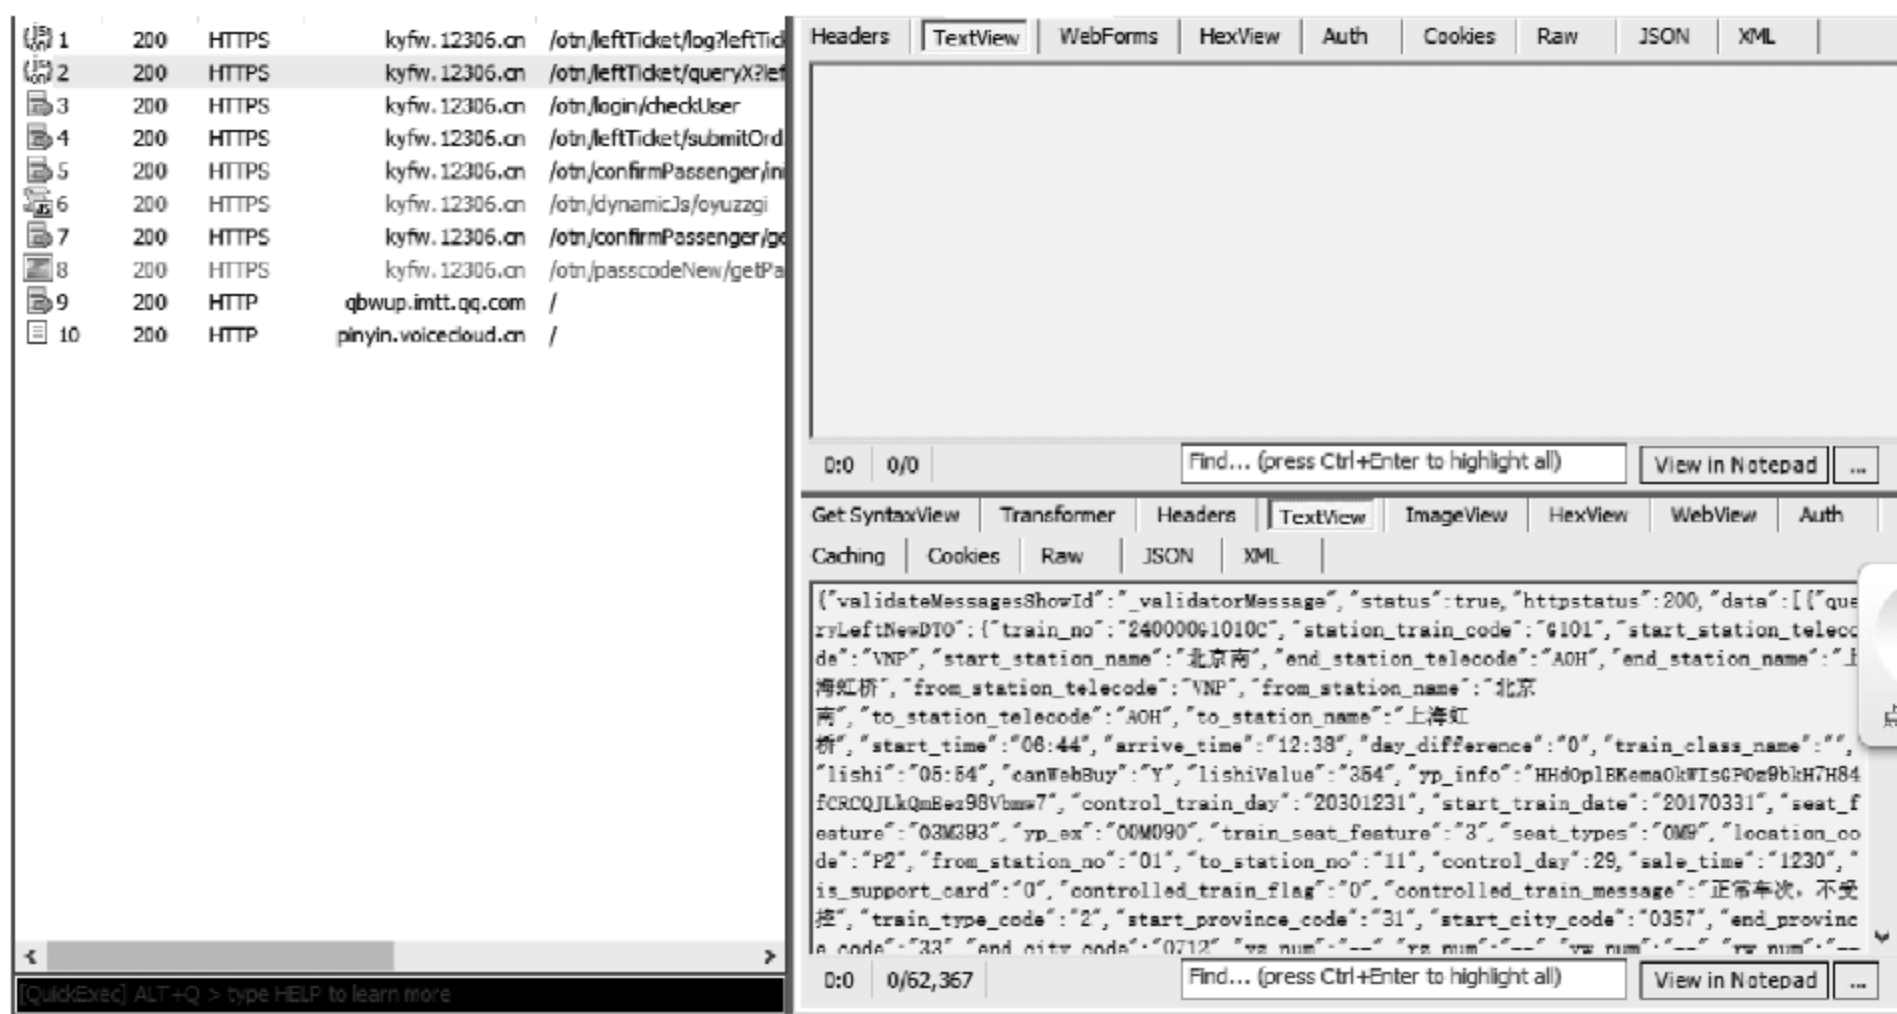 1 200 HTTPS kyfw.12306.cn /otn/leftTicket/log?leftTick
2 200 HTTPS kyfw.12306.cn /otn/leftTicket/queryX?lef
3 200 HTTPS kyfw.12306.cn /otn/login/checkUser
4 200 HTTPS kyfw.12306.cn /otn/leftTicket/submitOrd
5 200 HTTPS kyfw.12306.cn /otn/confirmPassenger/ini
6 200 HTTPS kyfw.12306.cn /otn/dynamicJs/oyuzzgi
7 200 HTTPS kyfw.12306.cn /otn/confirmPassenger/ge
8 200 HTTPS kyfw.12306.cn /otn/passcodeNew/getPa
9 200 HTTP qbwup.imtt.qq.com /
10 200 HTTP pinyin.voicecloud.cn /
[QuickExec] ALT+Q > type HELP to learn more
Headers TextView WebForms HexView Auth Cookies Raw JSON XML
0:0 0/0 Find... (press Ctrl+Enter to highlight all) View in Notepad ...
Get SyntaxView Transformer Headers TextView ImageView HexView WebView Auth
Caching Cookies Raw JSON XML
{"validateMessagesShowId":"_validatorMessage","status":true,"httpstatus":200,"data":[{"que
ryLeftNewDTO":{"train_no":"240000G1010C","station_train_code":"G101","start_station_teleco
de":"VNP","start_station_name":"北京南","end_station_telecode":"AOH","end_station_name":"上
海虹桥","from_station_telecode":"VNP","from_station_name":"北京
南","to_station_telecode":"AOH","to_station_name":"上海虹
桥","start_time":"06:44","arrive_time":"12:38","day_difference":"0","train_class_name":"",
"lishi":"05:54","canWebBuy":"Y","lishiValue":"354","yp_info":"HHdOplBKemaOkWIsGPOz9bkH7H84
fCRCQJLkQmEez98Vbmw7","control_train_day":"20301231","start_train_date":"20170331","seat_f
eature":"O3M393","yp_ex":"O0M090","train_seat_feature":"3","seat_types":"OM9","location_co
de":"P2","from_station_no":"01","to_station_no":"11","control_day":29,"sale_time":"1230","
is_support_card":"0","controlled_train_flag":"0","controlled_train_message":"正常车次，不受
控","train_type_code":"2","start_province_code":"31","start_city_code":"0357","end_provinc
e_code":"33","end_city_code":"0712","yz_num":"--","rz_num":"--","yw_num":"--","rw_num":"--
点
0:0 0/62,367 Find... (press Ctrl+Enter to highlight all) View in Notepad ...